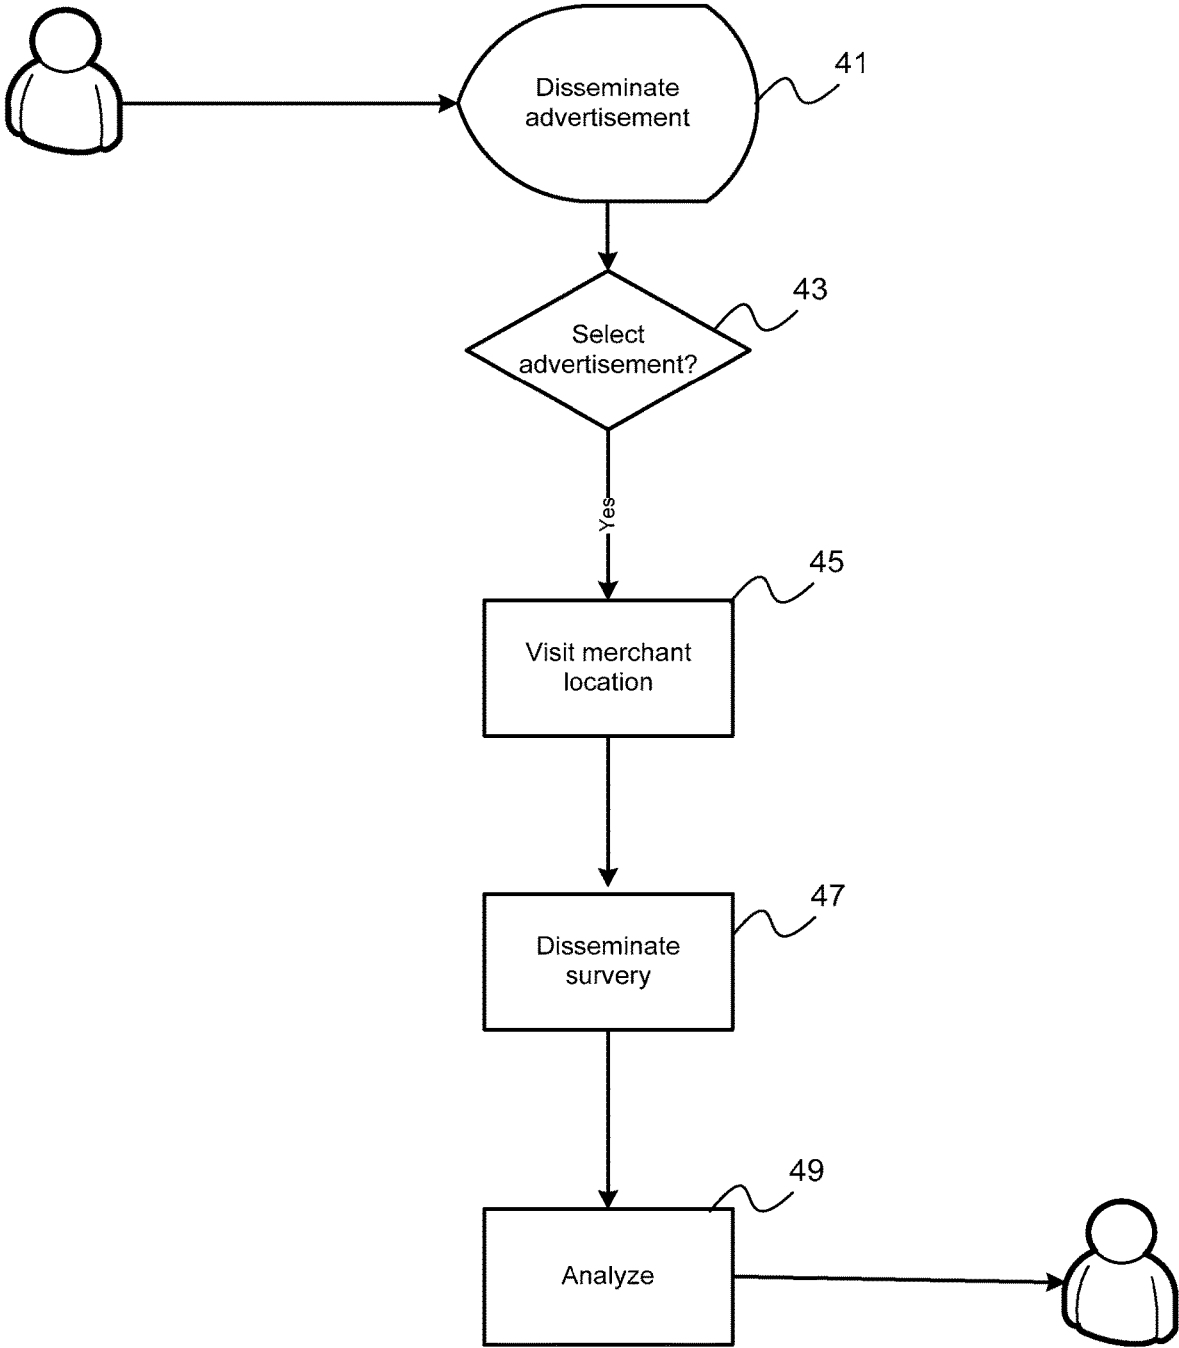 Disseminate
advertisement
41
Select
advertisement?
43
Yes
45
Visit merchant
location
47
Disseminate
survery
49
Analyze